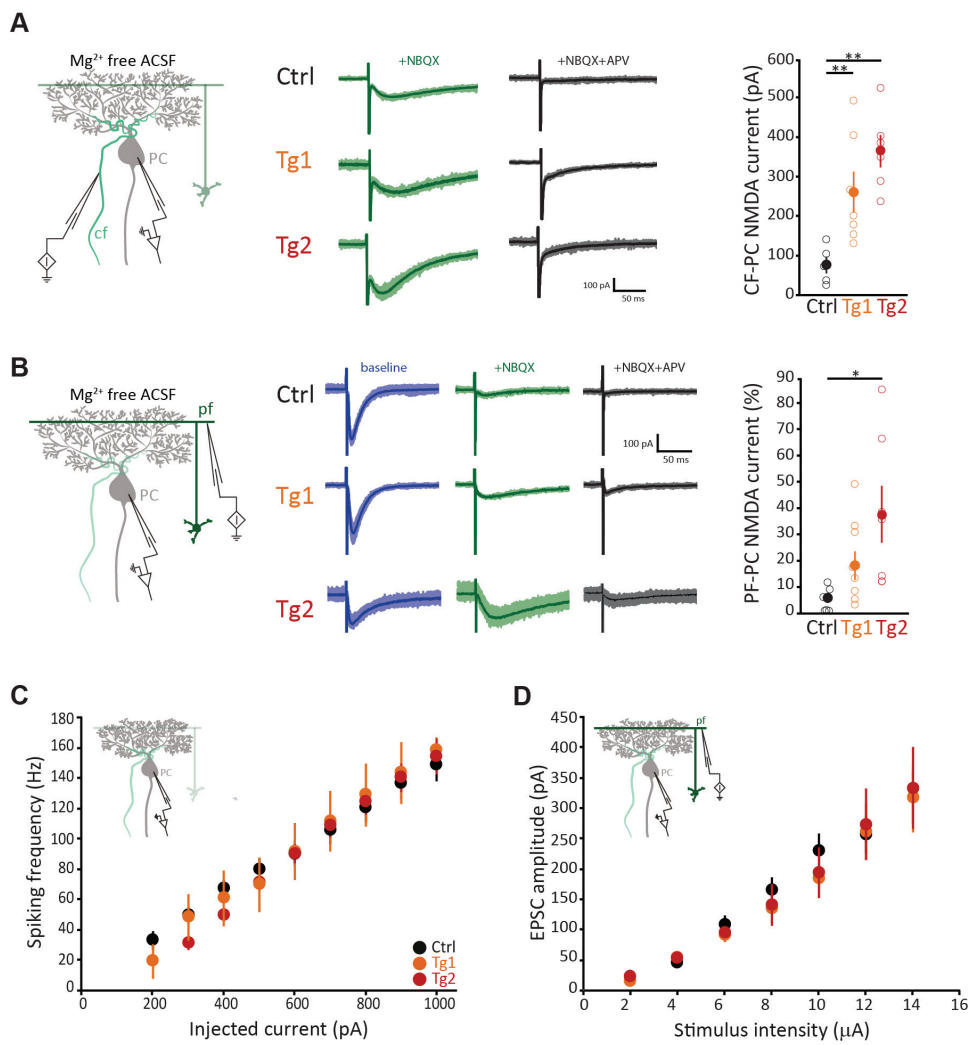 A
Mg2+ free ACSF
PC
cf
Ctrl
+NBQX
+NBQX+APV
Tg1
Tg2
100 pA
50 ms
CF-PC NMDA current (pA)
600
500
400
300
200
100
0
**
**
Ctrl Tg1 Tg2
B
Mg2+ free ACSF
pf
PC
Ctrl
baseline
+NBQX
+NBQX+APV
100 pA
50 ms
Tg1
Tg2
PF-PC NMDA current (%)
90
80
70
60
50
40
30
20
10
0
*
Ctrl Tg1 Tg2
C
Spiking frequency (Hz)
180
160
140
120
100
80
60
40
20
0
PC
Ctrl
Tg1
Tg2
0 200 400 600 800 1000
Injected current (pA)
D
EPSC amplitude (pA)
450
400
350
300
250
200
150
100
50
0
pf
PC
0 2 4 6 8 10 12 14 16
Stimulus intensity (μA)